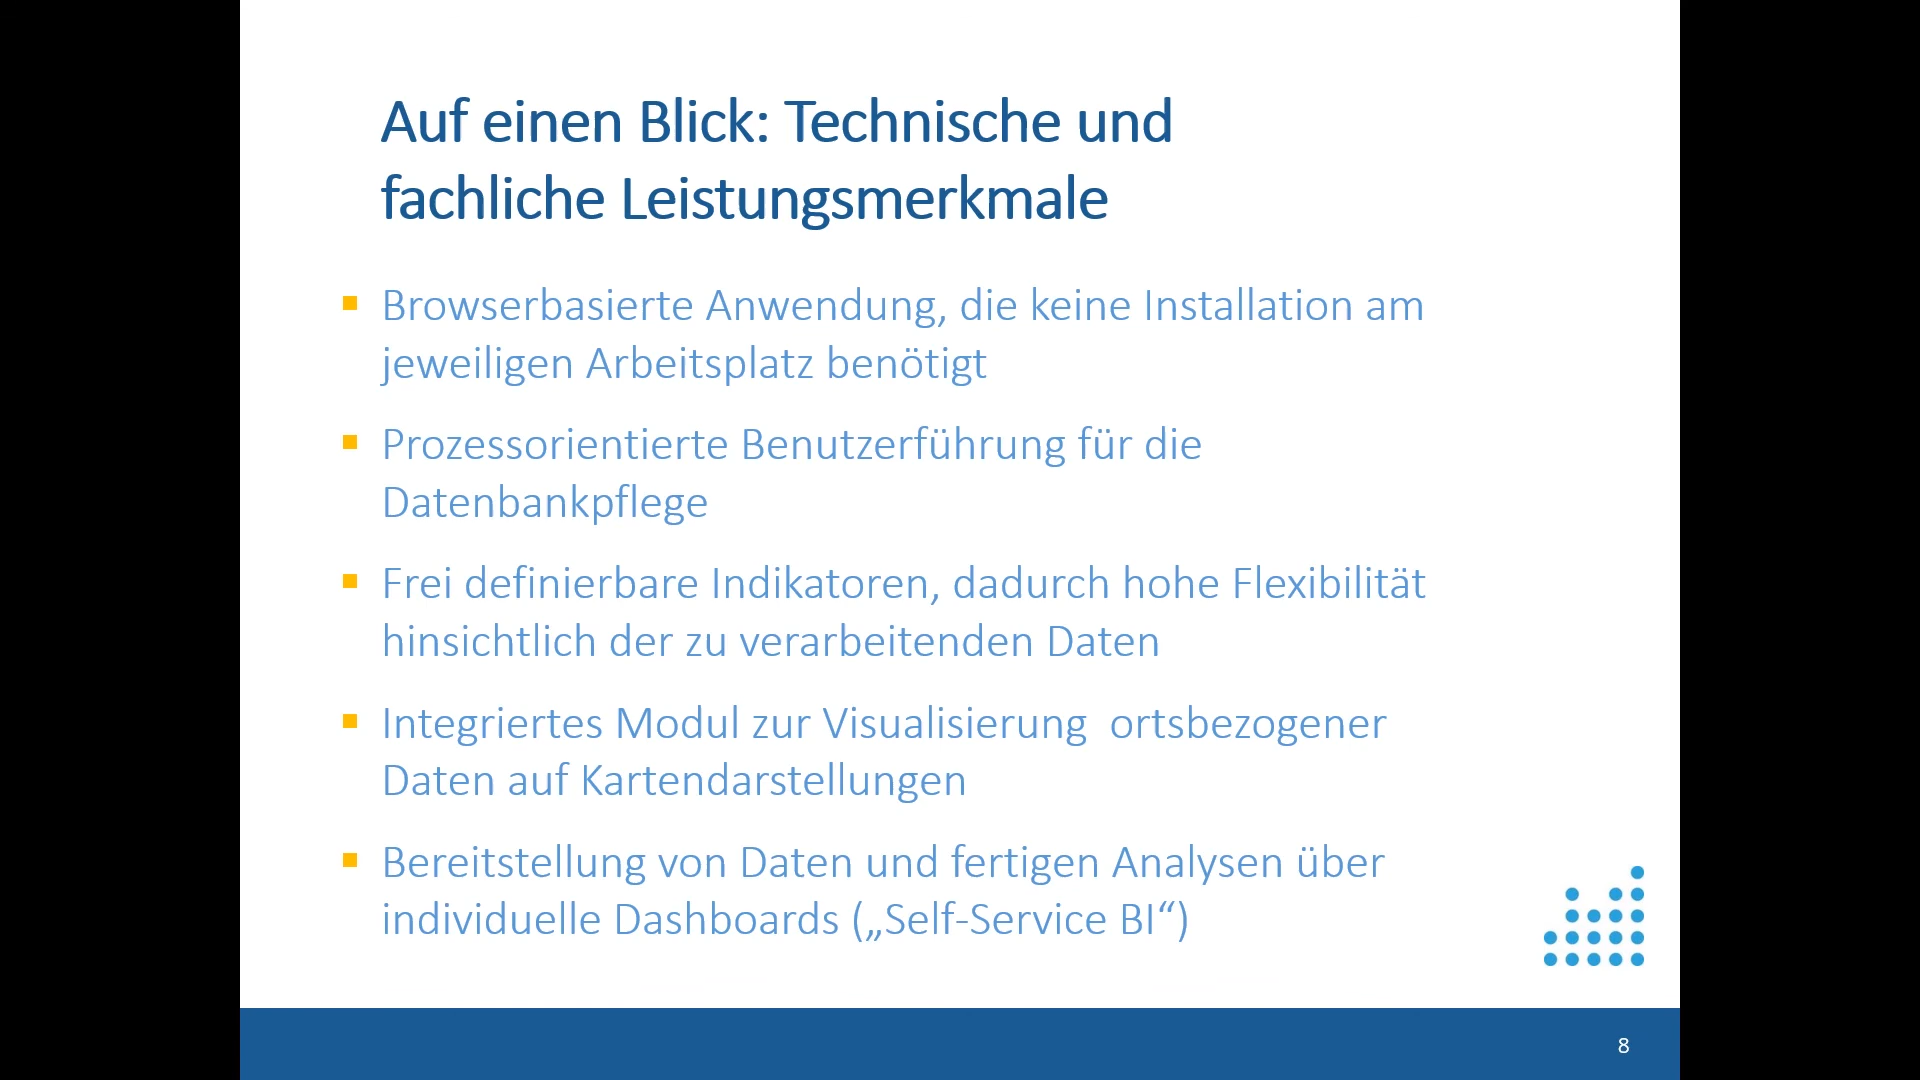 Auf einen Blick: Technische und
fachliche Leistungsmerkmale
Browserbasierte Anwendung, die keine Installation am
jeweiligen Arbeitsplatz benötigt
Prozessorientierte Benutzerführung für die
Datenbankpflege
Frei definierbare Indikatoren, dadurch hohe Flexibilität
hinsichtlich der zu verarbeitenden Daten
Integriertes Modul zur Visualisierung  ortsbezogener
Daten auf Kartendarstellungen
Bereitstellung von Daten und fertigen Analysen über
individuelle Dashboards („Self-Service BI“)
8